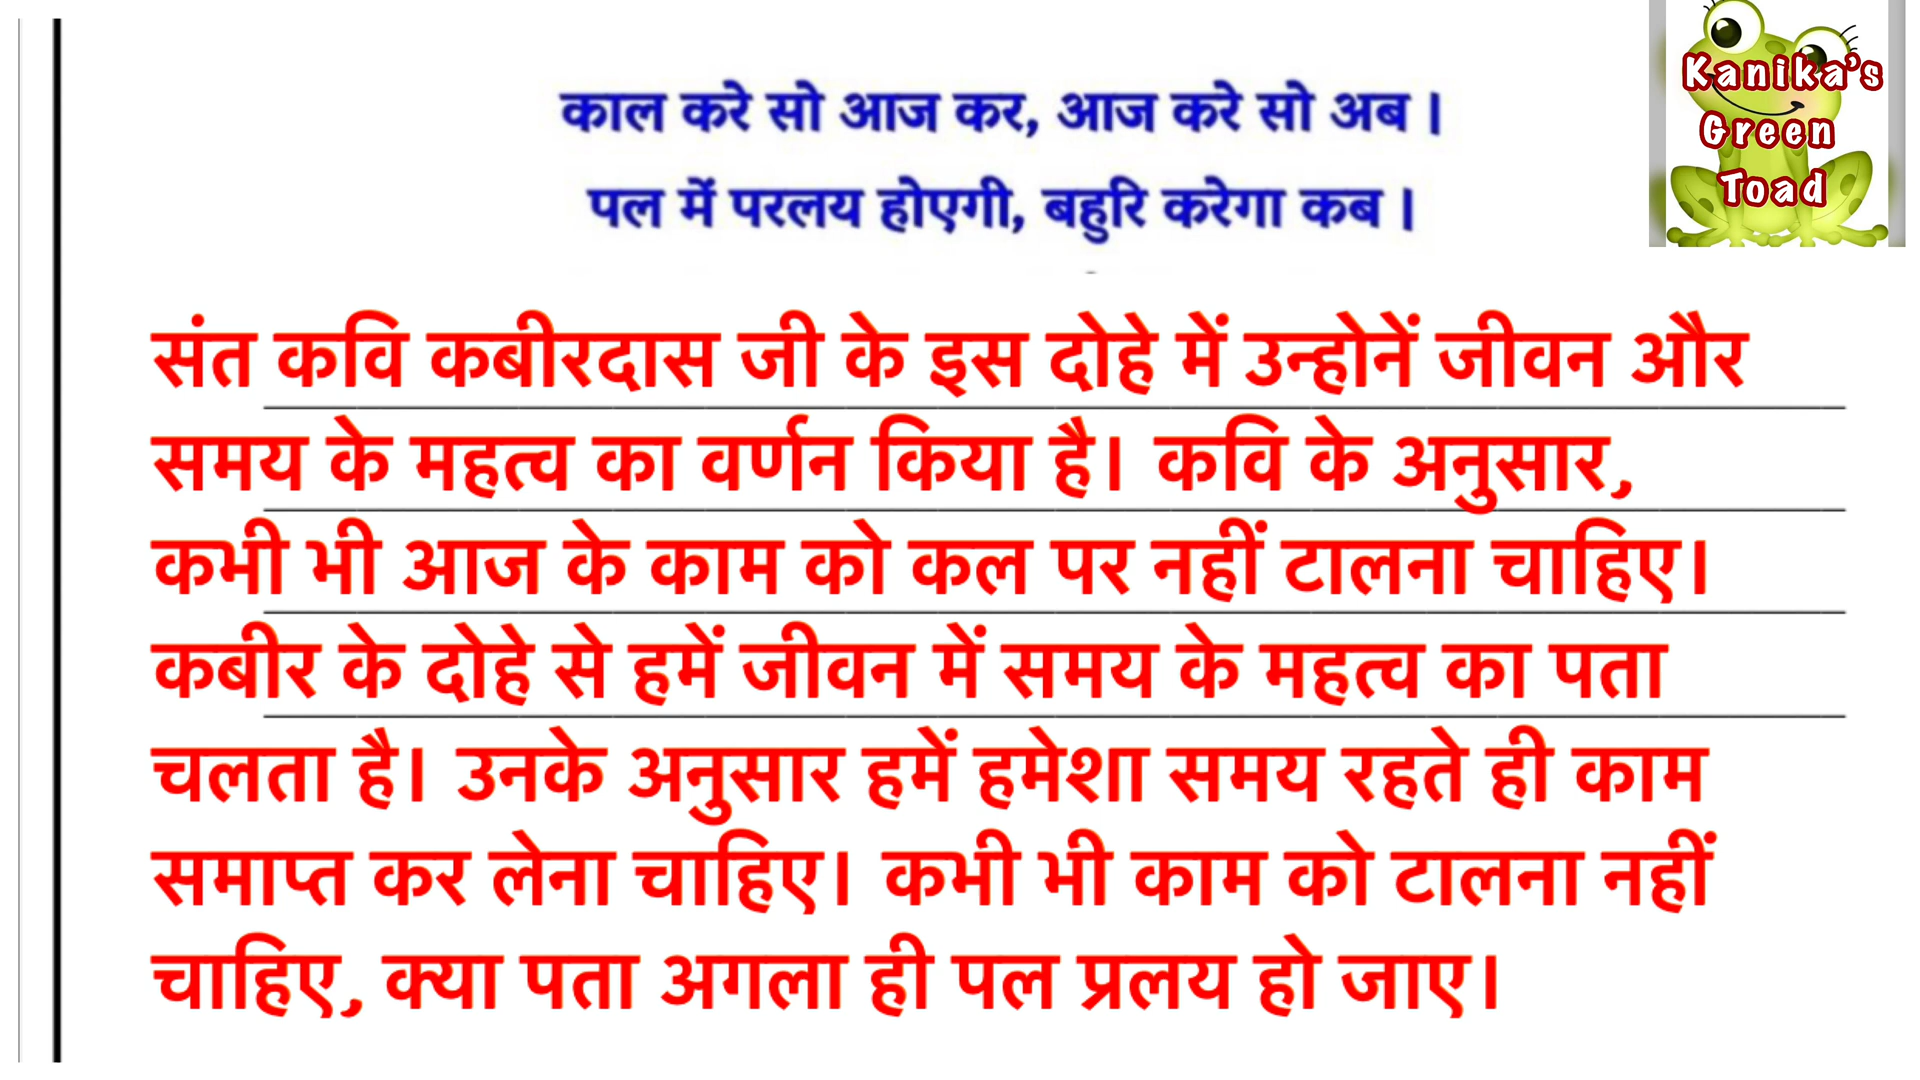 काल करे सो आज कर, आज करे सो अब ।
पल में परलय होएगी, बहुरि करेगा कब ।
Kanika's
Green
Toad
संत कवि कबीरदास जी के इस दोहे में उन्होनें जीवन और
समय के महत्व का वर्णन किया है। कवि के अनुसार,
कभी भी आज के काम को कल पर नहीं टालना चाहिए।
कबीर के दोहे से हमें जीवन में समय के महत्व का पता
चलता है। उनके अनुसार हमें हमेशा समय रहते ही काम
समाप्त कर लेना चाहिए। कभी भी काम को टालना नहीं
चाहिए, क्या पता अगला ही पल प्रलय हो जाए।